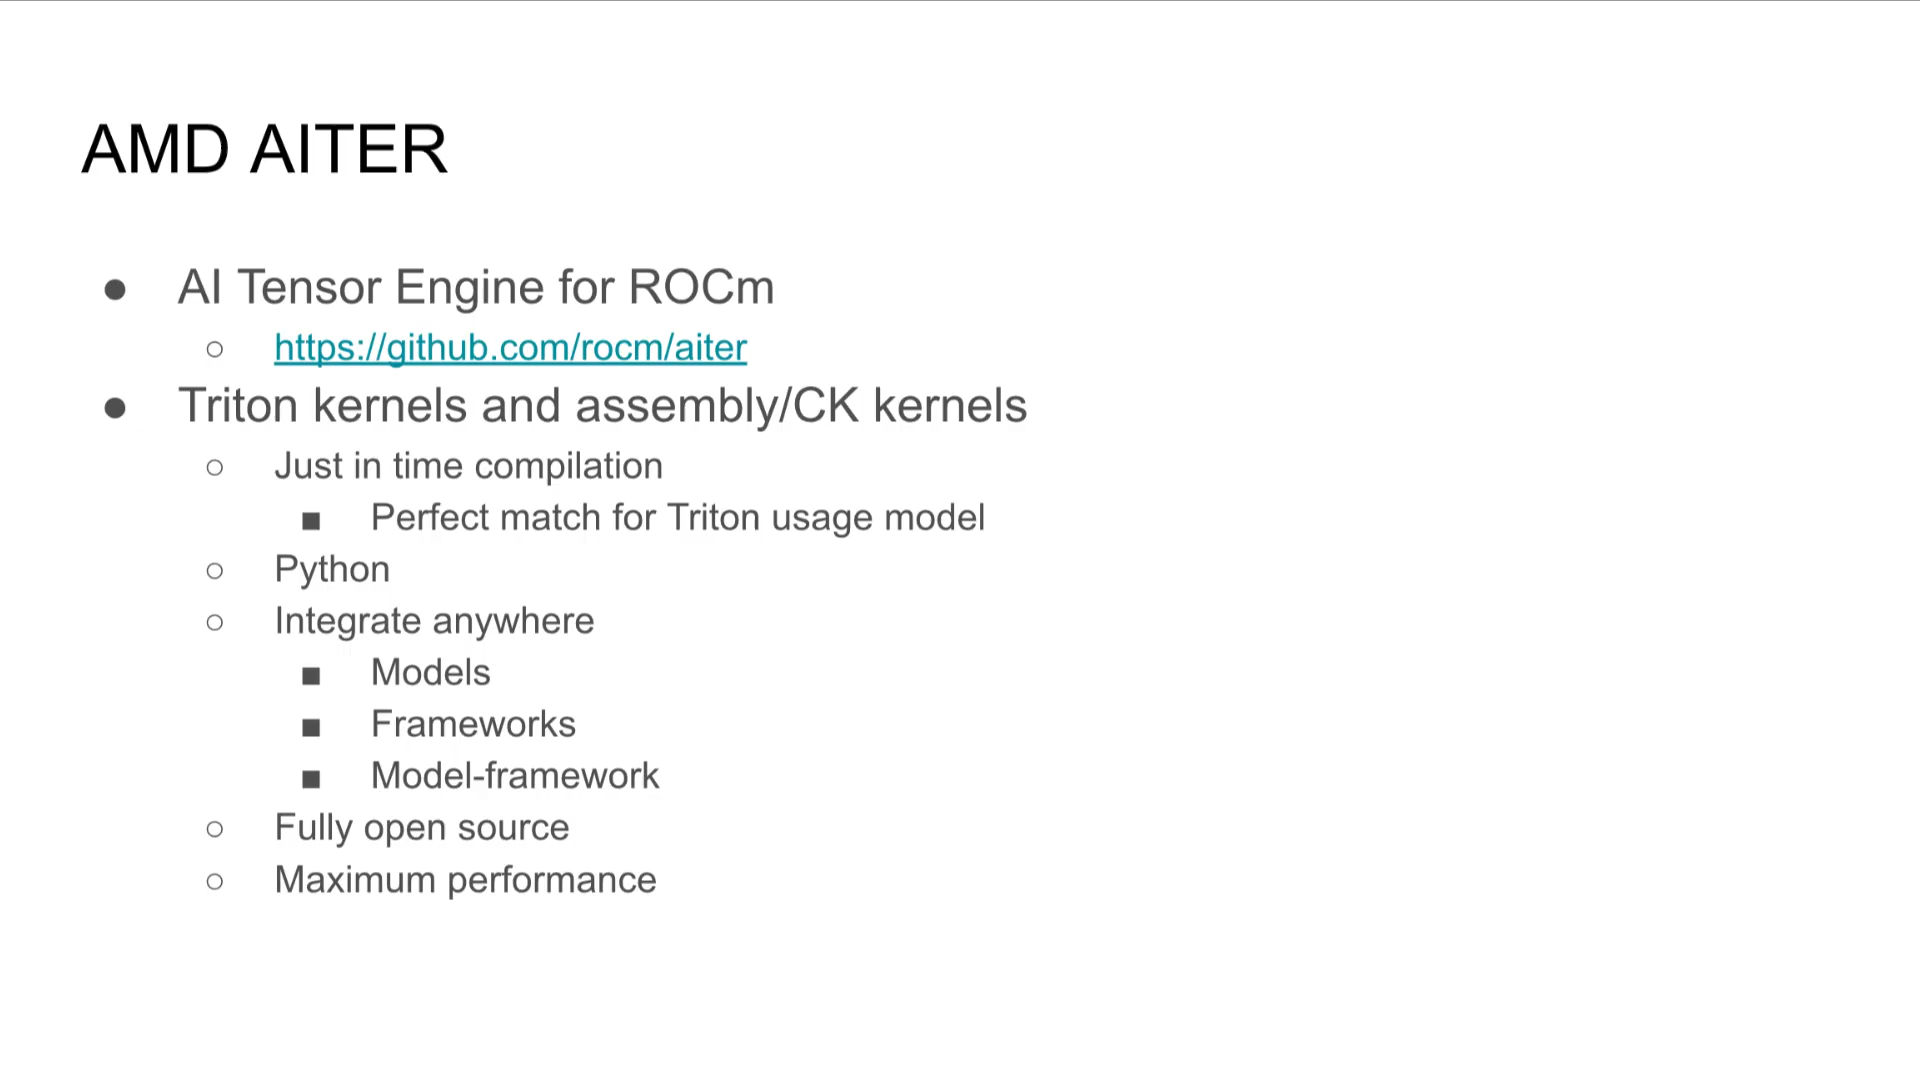 AMD AITER
● AI Tensor Engine for ROCm
○ https://github.com/rocm/aiter
● Triton kernels and assembly/CK kernels
○ Just in time compilation
■ Perfect match for Triton usage model
○ Python
○ Integrate anywhere
■ Models
■ Frameworks
■ Model-framework
○ Fully open source
○ Maximum performance